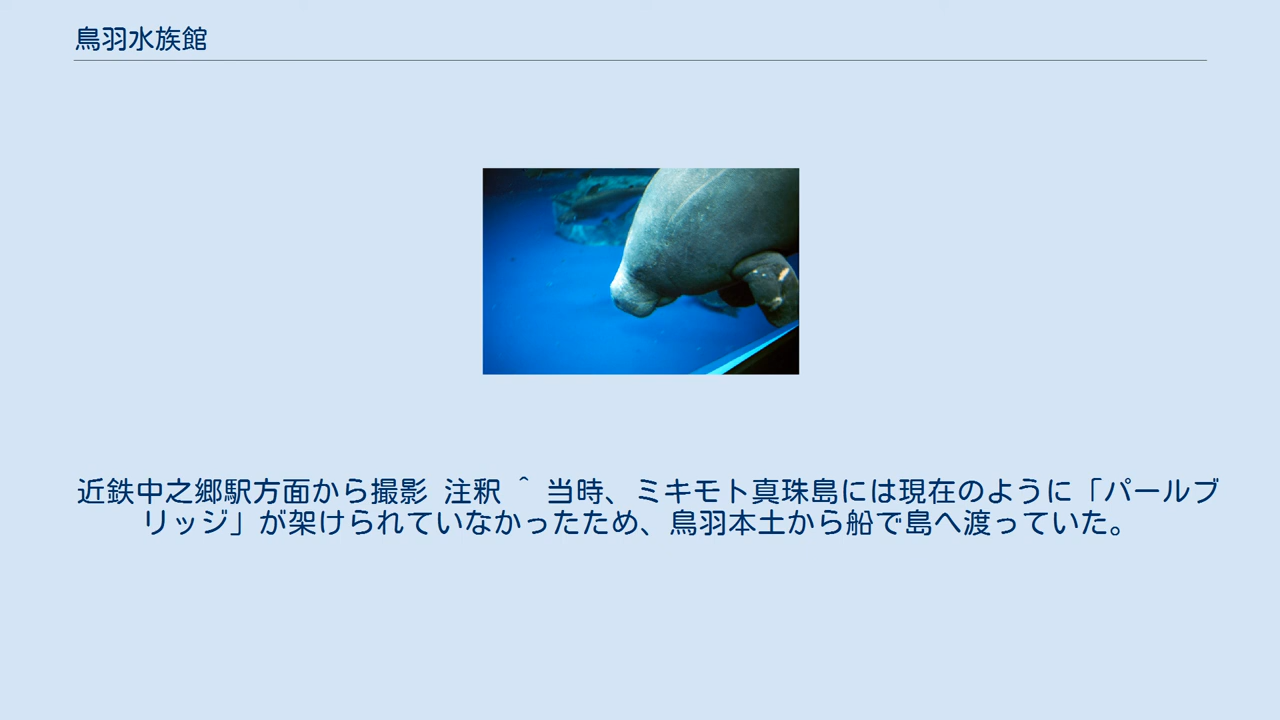 鳥羽水族館
近鉄中之郷駅方面から撮影 注釈 ^ 当時、ミキモト真珠島には現在のように「パールブ
リッジ」が架けられていなかったため、鳥羽本土から船で島へ渡っていた。